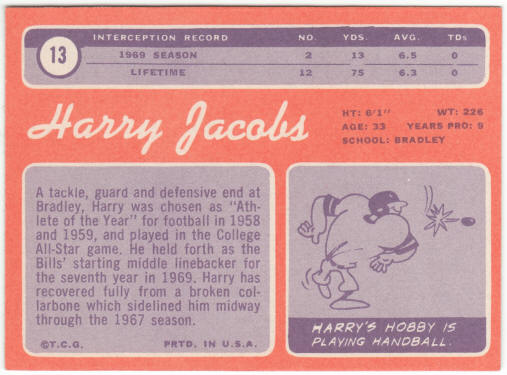 13
INTERCEPTION RECORD NO. YDS. AVG. TDs
1969 SEASON 2 13 6.5 0
LIFETIME 12 75 6.3 0
Harry Jacobs
HT: 6'1" WT: 226
AGE: 33 YEARS PRO: 9
SCHOOL: BRADLEY
A tackle, guard and defensive end at
Bradley, Harry was chosen as "Ath-
lete of the Year" for football in 1958
and 1959, and played in the College
All-Star game. He held forth as the
Bills' starting middle linebacker for
the seventh year in 1969. Harry has
recovered fully from a broken col-
larbone which sidelined him midway
through the 1967 season.
©T.C.G. PRTD. IN U.S.A.
HARRY'S HOBBY IS
PLAYING HANDBALL.